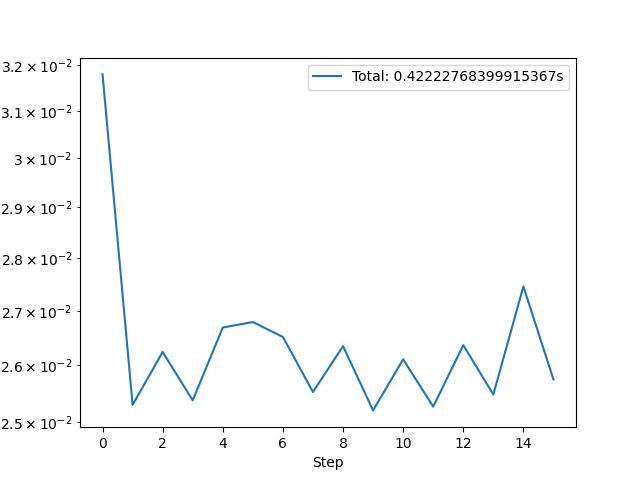 Total: 0.42222768399915367s
3.2 × 10⁻²
3.1 × 10⁻²
3 × 10⁻²
2.9 × 10⁻²
2.8 × 10⁻²
2.7 × 10⁻²
2.6 × 10⁻²
2.5 × 10⁻²
0 2 4 6 8 10 12 14
Step